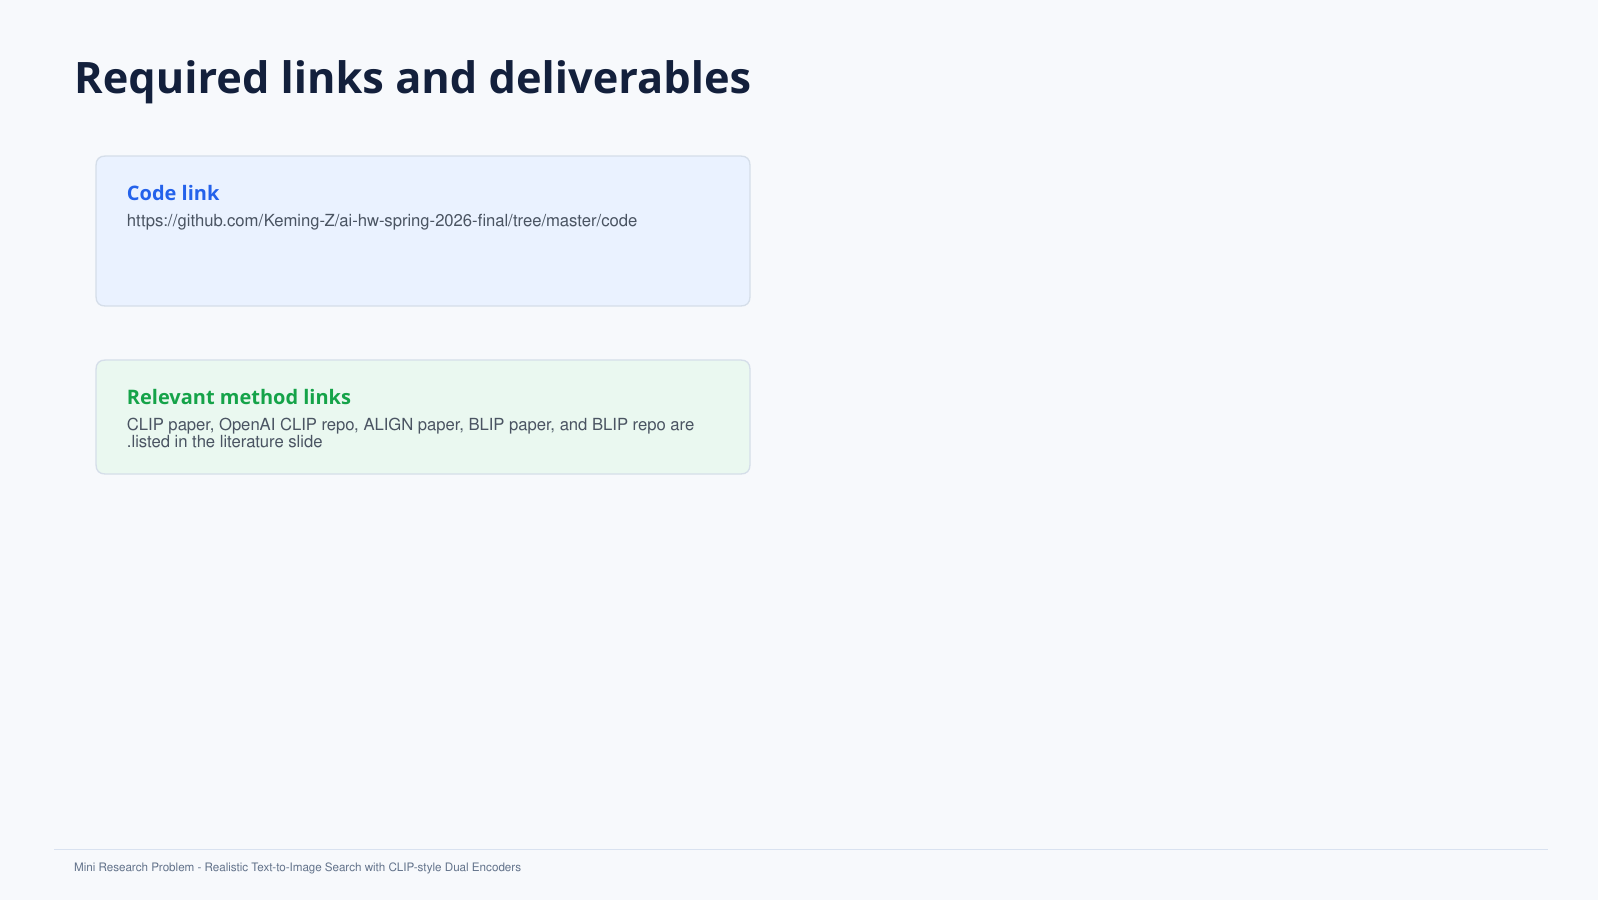 Required links and deliverables
Code link
https://github.com/Keming-Z/ai-hw-spring-2026-final/tree/master/code
Relevant method links
CLIP paper, OpenAI CLIP repo, ALIGN paper, BLIP paper, and BLIP repo are
.listed in the literature slide
Mini Research Problem - Realistic Text-to-Image Search with CLIP-style Dual Encoders